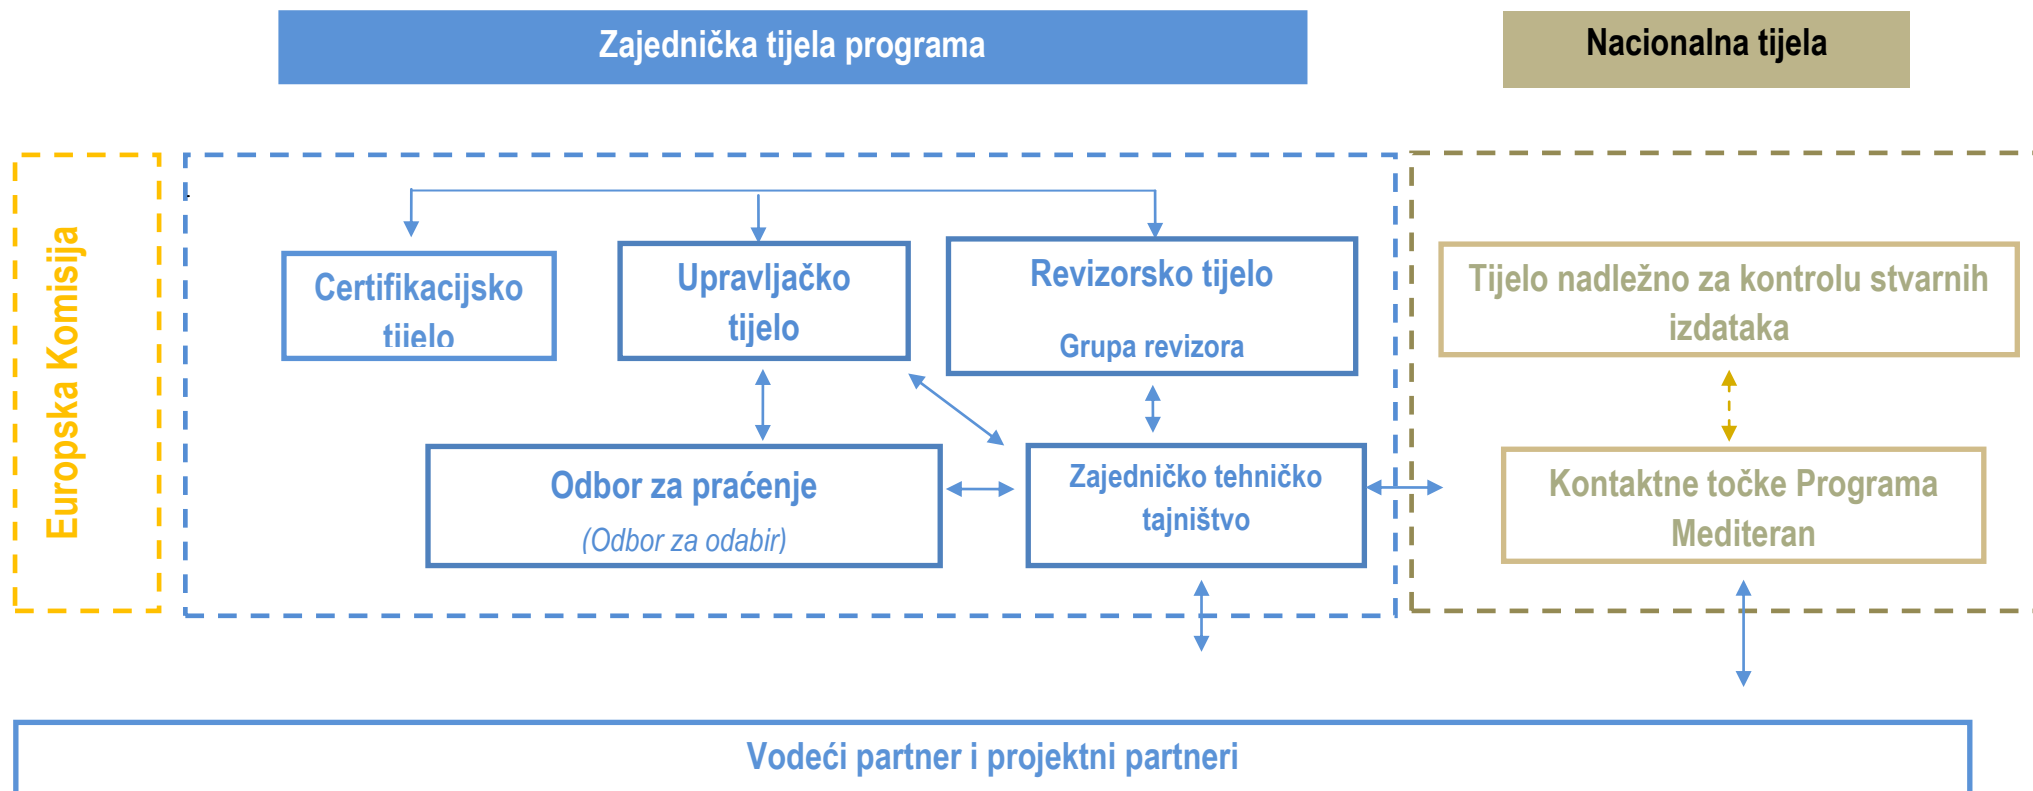 Zajednička tijela programa
Nacionalna tijela
Europska Komisija
Certifikacijsko
tijelo
Upravljačko
tijelo
Revizorsko tijelo
Grupa revizora
Tijelo nadležno za kontrolu stvarnih
izdataka
Odbor za praćenje
(Odbor za odabir)
Zajedničko tehničko
tajništvo
Kontaktne točke Programa
Mediteran
Vodeći partner i projektni partneri